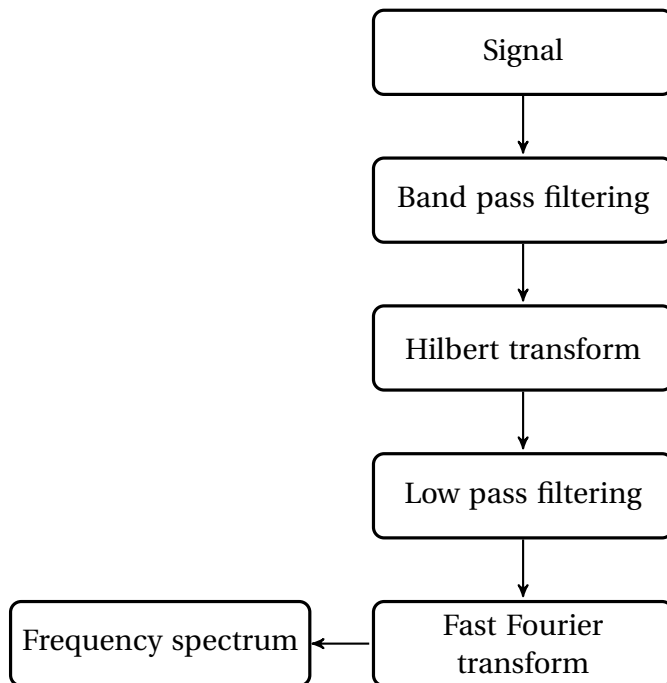 Signal
Band pass filtering
Hilbert transform
Low pass filtering
Fast Fourier
transform
Frequency spectrum